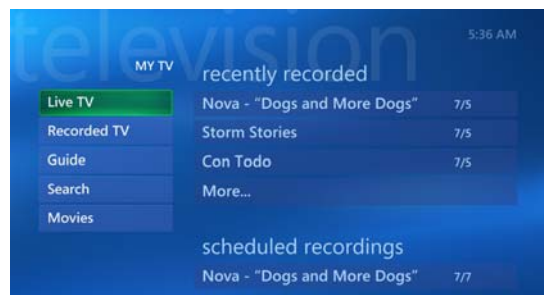 television
5:36 AM
MY TV
recently recorded
Live TV
Nova - "Dogs and More Dogs" 7/5
Recorded TV
Storm Stories 7/5
Guide
Con Todo 7/5
Search
More...
Movies
scheduled recordings
Nova - "Dogs and More Dogs" 7/7